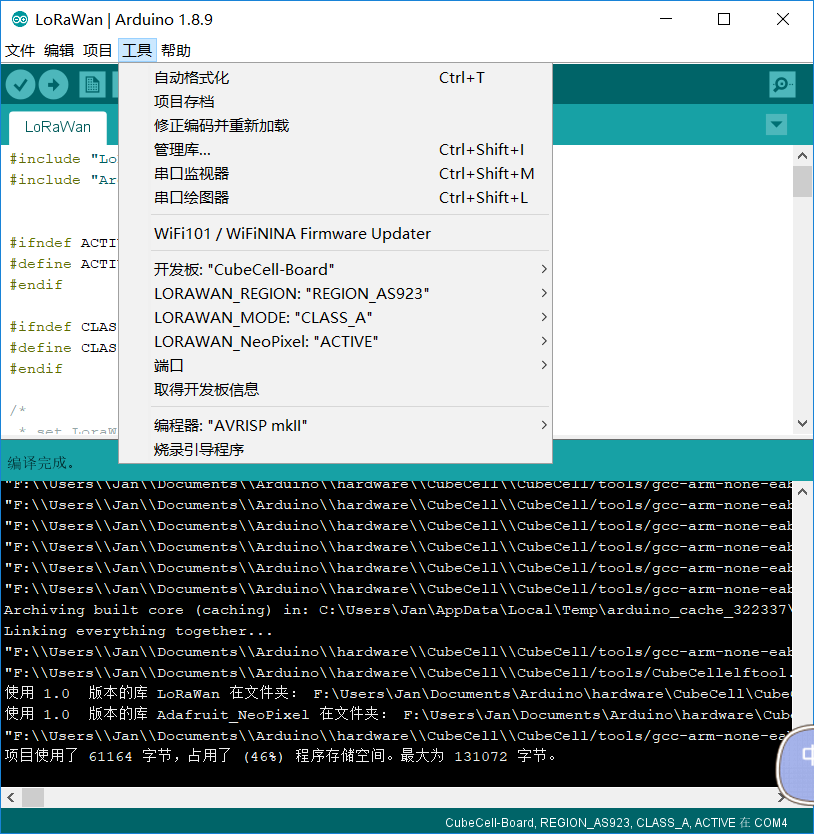 LoRaWan | Arduino 1.8.9
文件 编辑 项目 工具 帮助
自动格式化 Ctrl+T
项目存档
修正编码并重新加载
管理库... Ctrl+Shift+I
串口监视器 Ctrl+Shift+M
串口绘图器 Ctrl+Shift+L
WiFi101 / WiFiNINA Firmware Updater
开发板: "CubeCell-Board"
LORAWAN_REGION: "REGION_AS923"
LORAWAN_MODE: "CLASS_A"
LORAWAN_NeoPixel: "ACTIVE"
端口
取得开发板信息
编程器: "AVRISP mkII"
烧录引导程序
LoRaWan
#include "Lo
#include "Ar
#ifndef ACTI
#define ACTI
#endif
#ifndef CLAS
#define CLAS
#endif
/*
* set LoraW
编译完成。
"F:\\Users\\Jan\\Documents\\Arduino\\hardware\\CubeCell\\CubeCell/tools/gcc-arm-none-eab
"F:\\Users\\Jan\\Documents\\Arduino\\hardware\\CubeCell\\CubeCell/tools/gcc-arm-none-eab
"F:\\Users\\Jan\\Documents\\Arduino\\hardware\\CubeCell\\CubeCell/tools/gcc-arm-none-eab
"F:\\Users\\Jan\\Documents\\Arduino\\hardware\\CubeCell\\CubeCell/tools/gcc-arm-none-eab
"F:\\Users\\Jan\\Documents\\Arduino\\hardware\\CubeCell\\CubeCell/tools/gcc-arm-none-eab
"F:\\Users\\Jan\\Documents\\Arduino\\hardware\\CubeCell\\CubeCell/tools/gcc-arm-none-eab
Archiving built core (caching) in: C:\Users\Jan\AppData\Local\Temp\arduino_cache_322337\
Linking everything together...
"F:\\Users\\Jan\\Documents\\Arduino\\hardware\\CubeCell\\CubeCell/tools/gcc-arm-none-eab
"F:\\Users\\Jan\\Documents\\Arduino\\hardware\\CubeCell\\CubeCell/tools/CubeCellelftool.
使用 1.0 版本的库 LoRaWan 在文件夹： F:\Users\Jan\Documents\Arduino\hardware\CubeCell\Cube
使用 1.0 版本的库 Adafruit_NeoPixel 在文件夹： F:\Users\Jan\Documents\Arduino\hardware\Cube
"F:\\Users\\Jan\\Documents\\Arduino\\hardware\\CubeCell\\CubeCell/tools/gcc-arm-none-eab
项目使用了 61164 字节，占用了 (46%) 程序存储空间。最大为 131072 字节。
CubeCell-Board, REGION_AS923, CLASS_A, ACTIVE 在 COM4